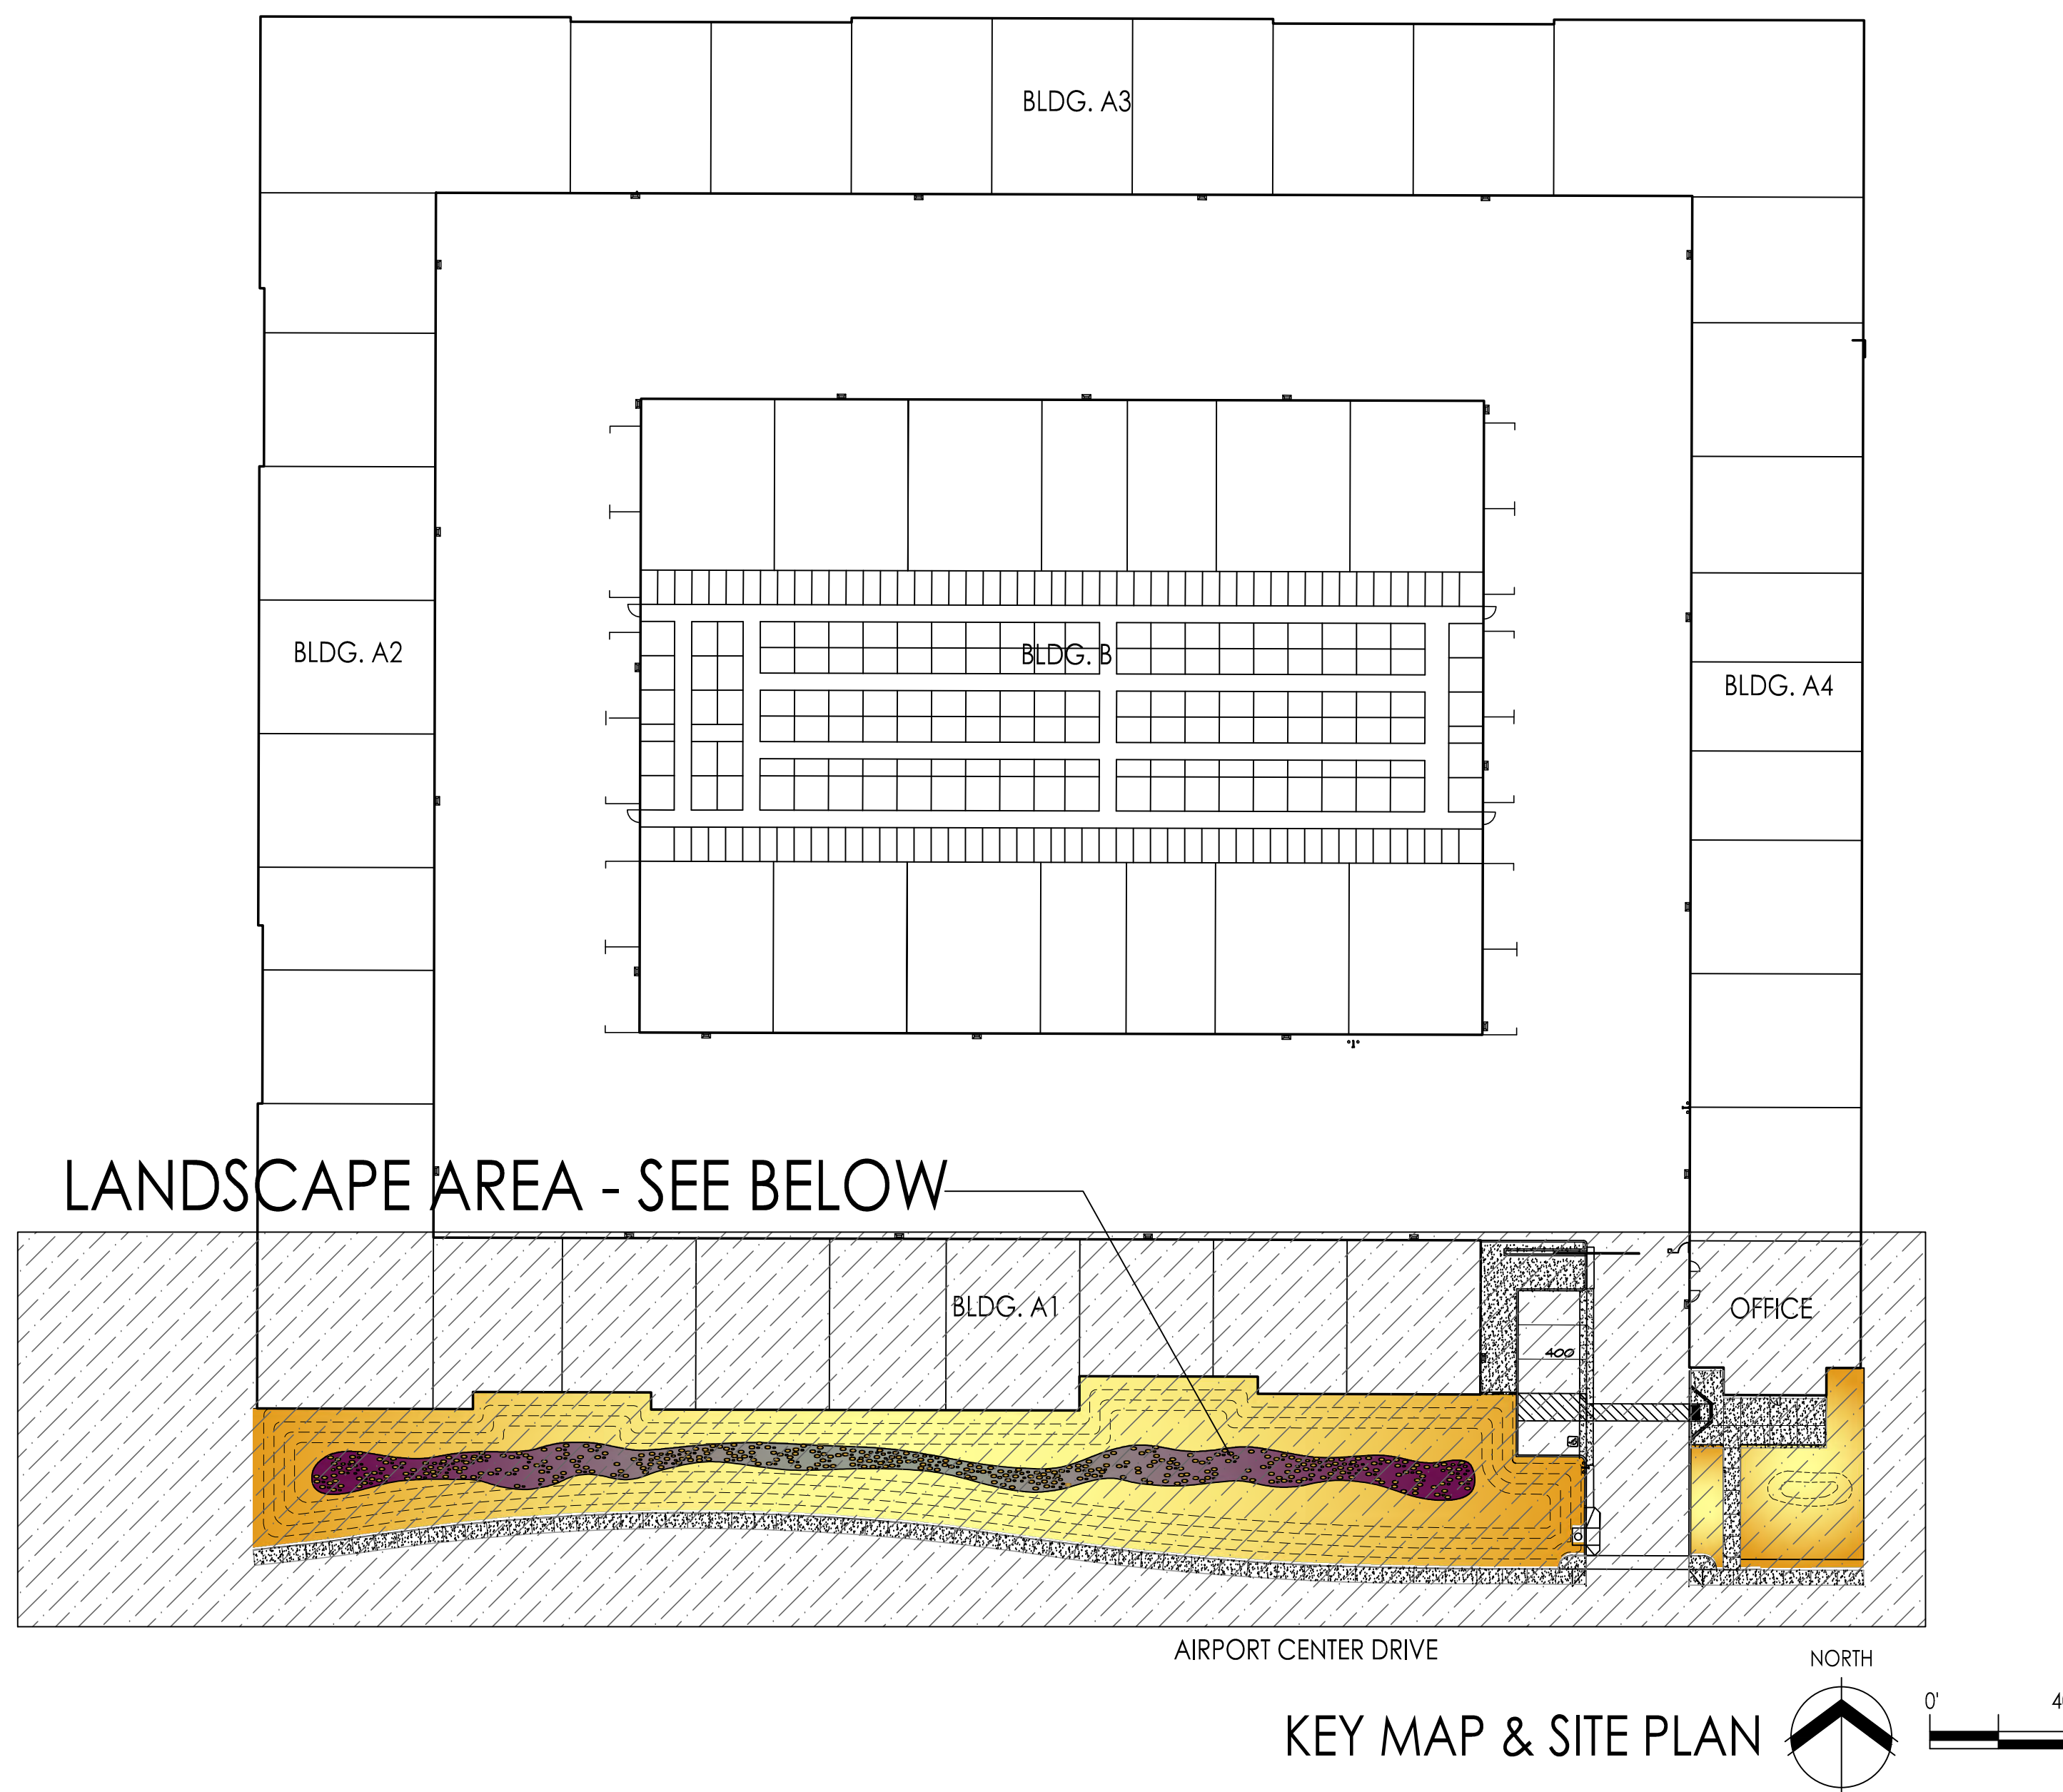 BLDG. A3
BLDG. A2
BLDG. B
BLDG. A4
LANDSCAPE AREA - SEE BELOW
BLDG. A1
OFFICE
400
AIRPORT CENTER DRIVE
NORTH
0'
KEY MAP & SITE PLAN